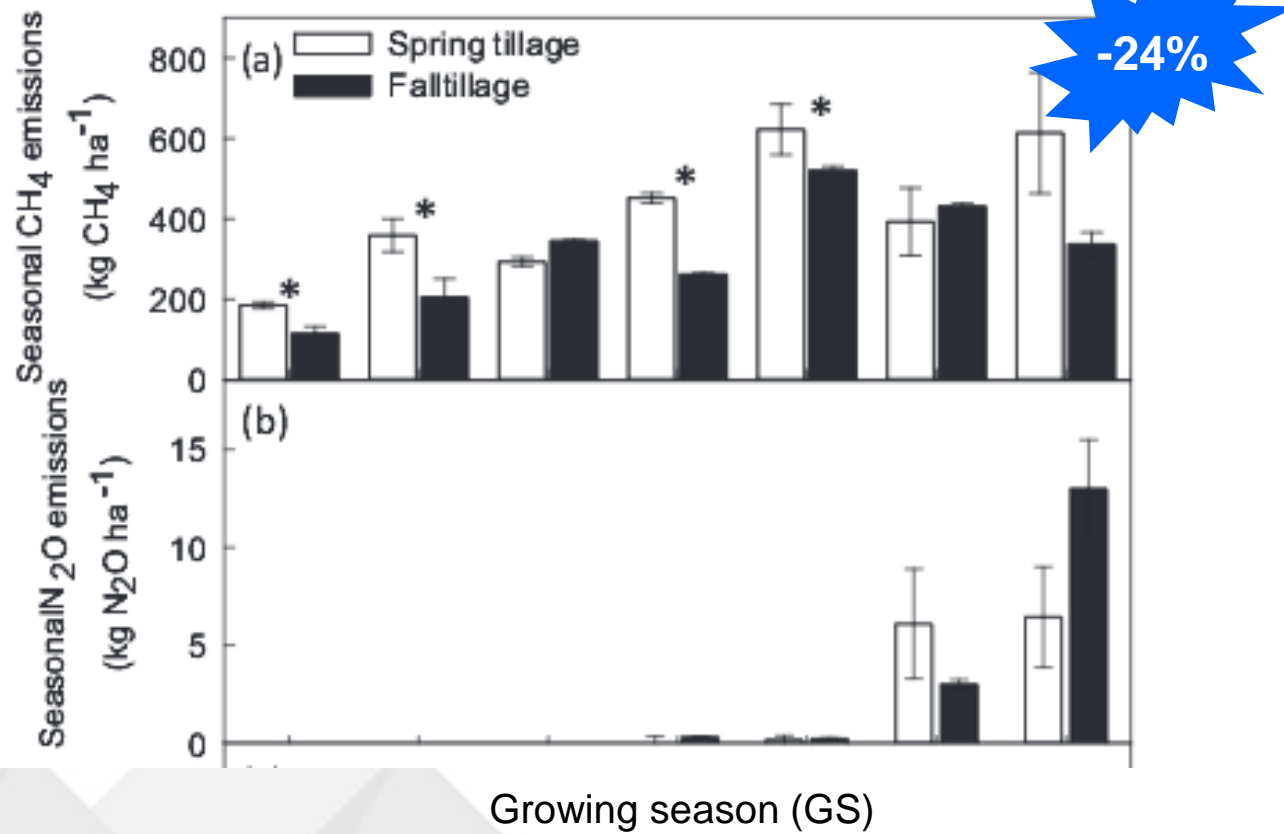 Seasonal CH4 emissions
(kg CH4 ha-1)
(a)
Spring tillage
Falltillage
-24%
800
600
400
200
0
*
*
*
*
SeasonalN2O emissions
(kg N2O ha-1)
(b)
15
10
5
0
Growing season (GS)